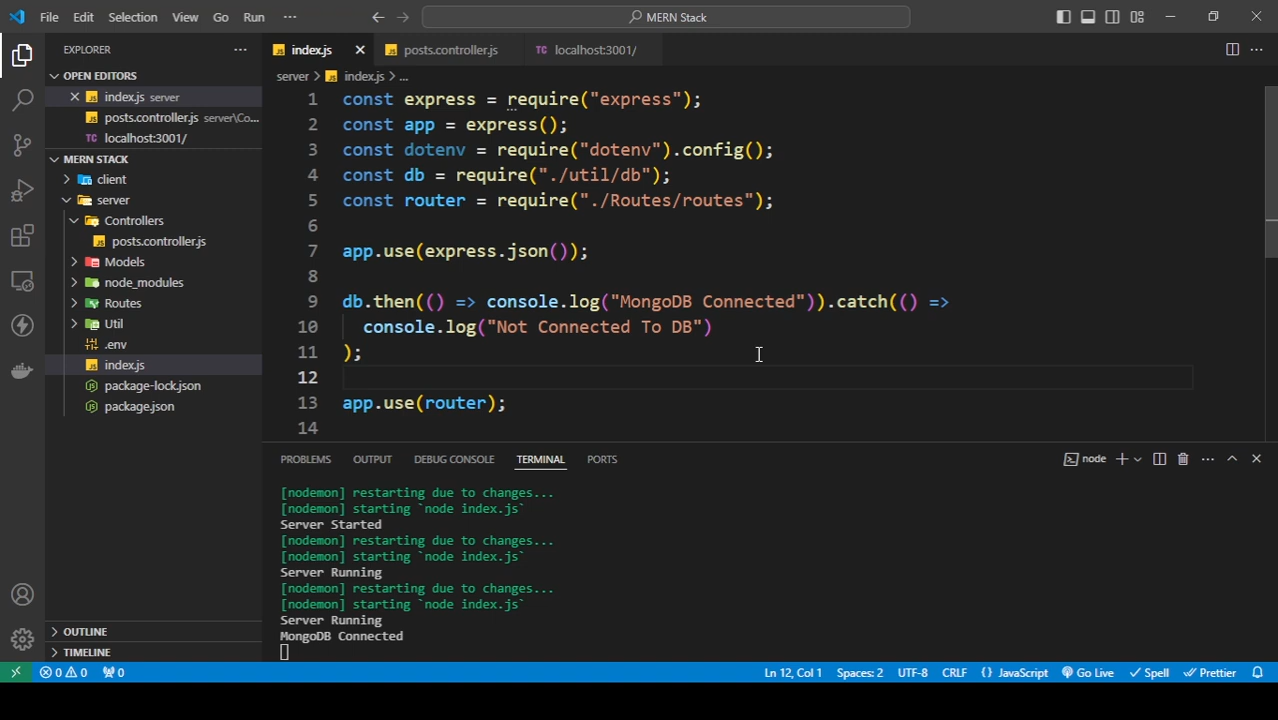 File Edit Selection View Go Run ··· MERN Stack
EXPLORER ···
OPEN EDITORS
index.js server
posts.controller.js server\Co...
TC localhost:3001/
MERN STACK
client
server
Controllers
posts.controller.js
Models
node_modules
Routes
Util
.env
index.js
package-lock.json
package.json
OUTLINE
TIMELINE
index.js posts.controller.js TC localhost:3001/ ···
server > index.js > ...
1 const express = require("express");
2 const app = express();
3 const dotenv = require("dotenv").config();
4 const db = require("./util/db");
5 const router = require("./Routes/routes");
6
7 app.use(express.json());
8
9 db.then(() => console.log("MongoDB Connected")).catch(() =>
10 console.log("Not Connected To DB")
11 );
12
13 app.use(router);
14
PROBLEMS OUTPUT DEBUG CONSOLE TERMINAL PORTS node ···
[nodemon] restarting due to changes...
[nodemon] starting `node index.js`
Server Started
[nodemon] restarting due to changes...
[nodemon] starting `node index.js`
Server Running
[nodemon] restarting due to changes...
[nodemon] starting `node index.js`
Server Running
MongoDB Connected
0 0 0 Ln 12, Col 1 Spaces: 2 UTF-8 CRLF {} JavaScript Go Live Spell Prettier